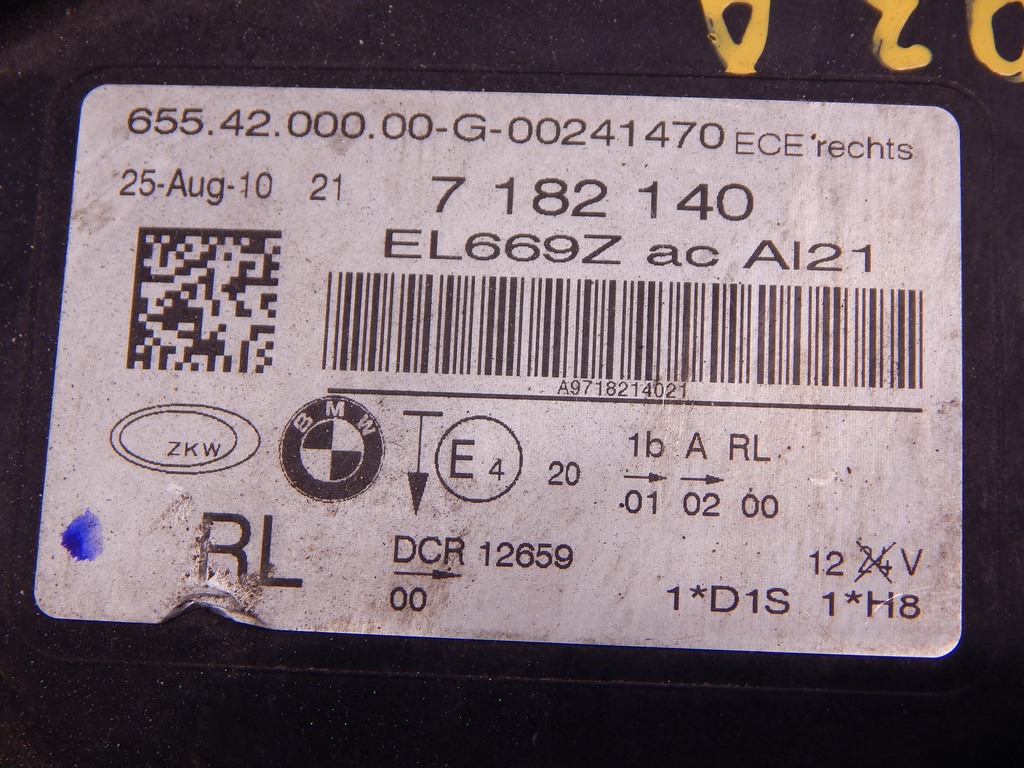 655.42.000.00-G-00241470 ECE rechts
25-Aug-10 21 7 182 140
EL669Z ac AI21
A9718214021
ZKW
BMW
E4 20
1b A RL
01 02 00
RL
DCR 12659
00
12 24 V
1*D1S 1*H8